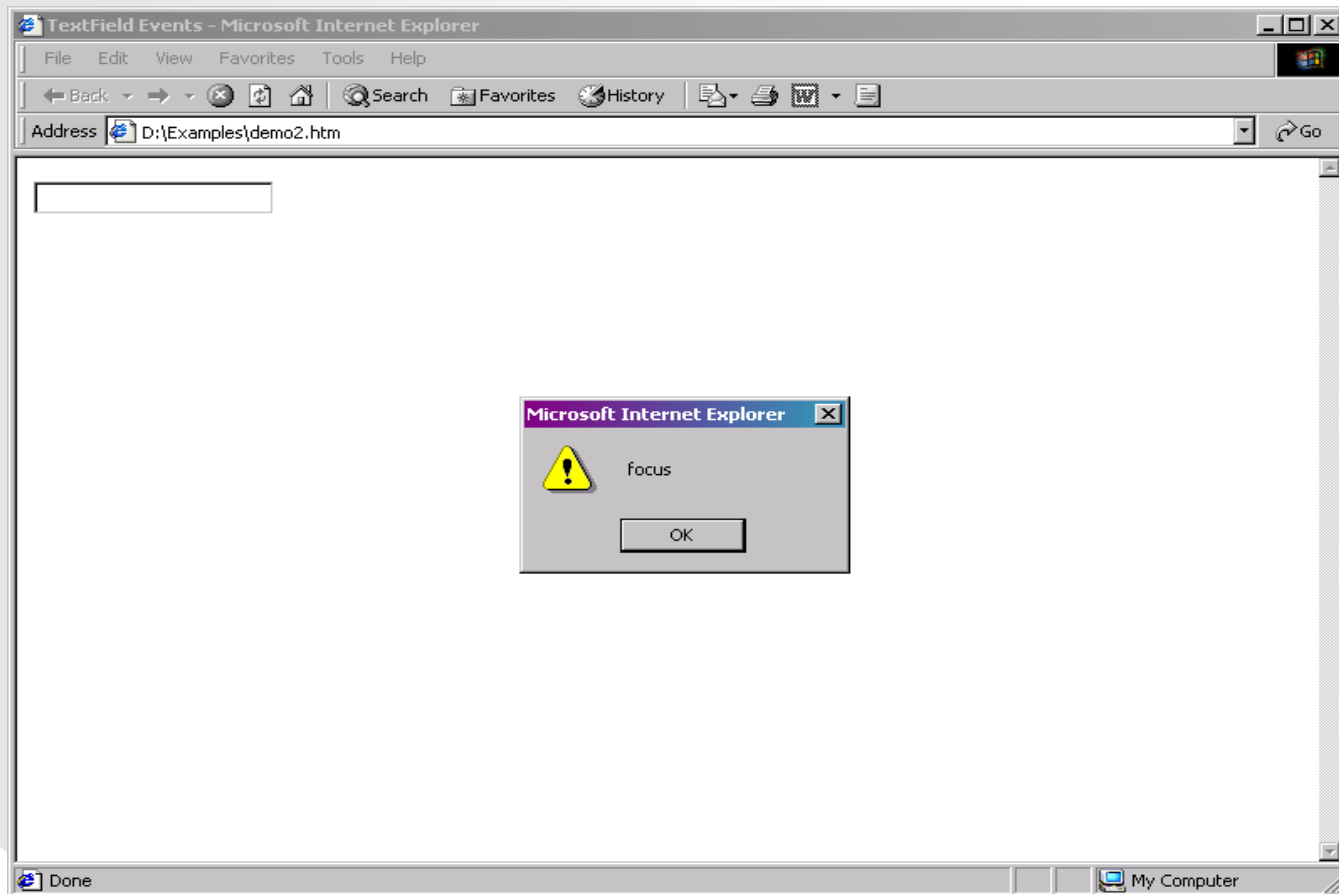 TextField Events - Microsoft Internet Explorer
File Edit View Favorites Tools Help
Back Search Favorites History
Address D:\Examples\demo2.htm Go
Microsoft Internet Explorer
focus
OK
Done My Computer